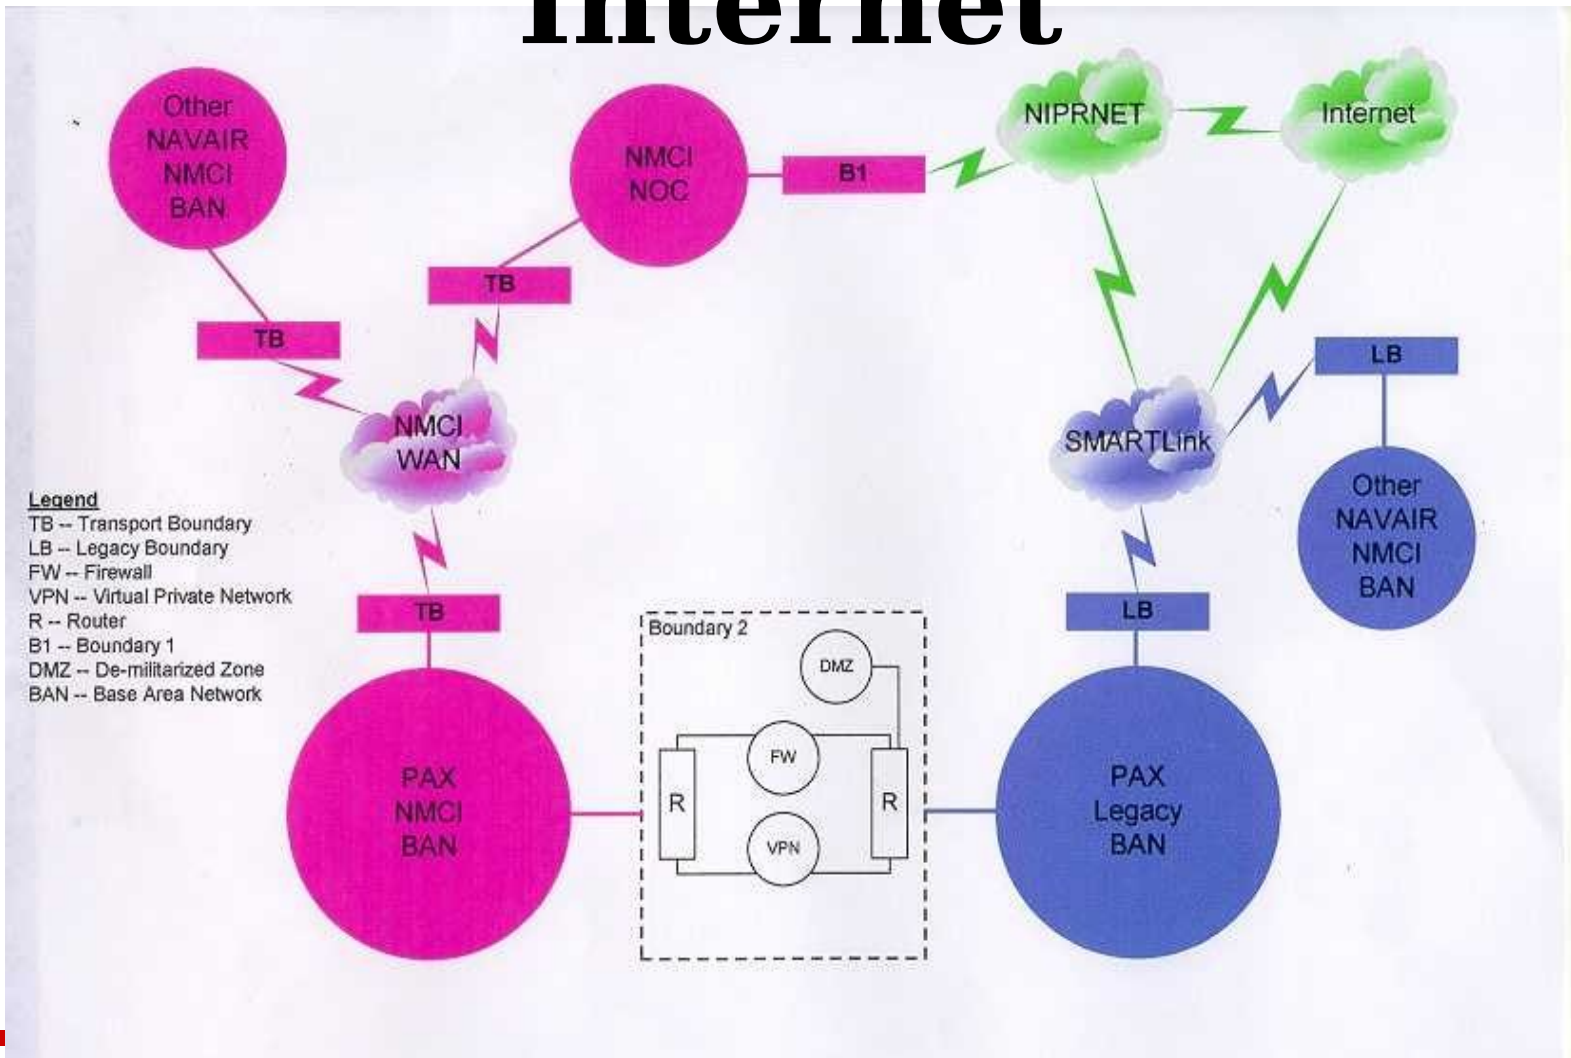 Internet
Other
NAVAIR
NMCI
BAN
NMCI
NOC
B1
NIPRNET
Internet
TB
TB
LB
NMCI
WAN
SMARTLink
Other
NAVAIR
NMCI
BAN
Legend
TB -- Transport Boundary
LB -- Legacy Boundary
FW -- Firewall
VPN -- Virtual Private Network
R -- Router
B1 -- Boundary 1
DMZ -- De-militarized Zone
BAN -- Base Area Network
TB
LB
Boundary 2
DMZ
FW
R
R
VPN
PAX
NMCI
BAN
PAX
Legacy
BAN